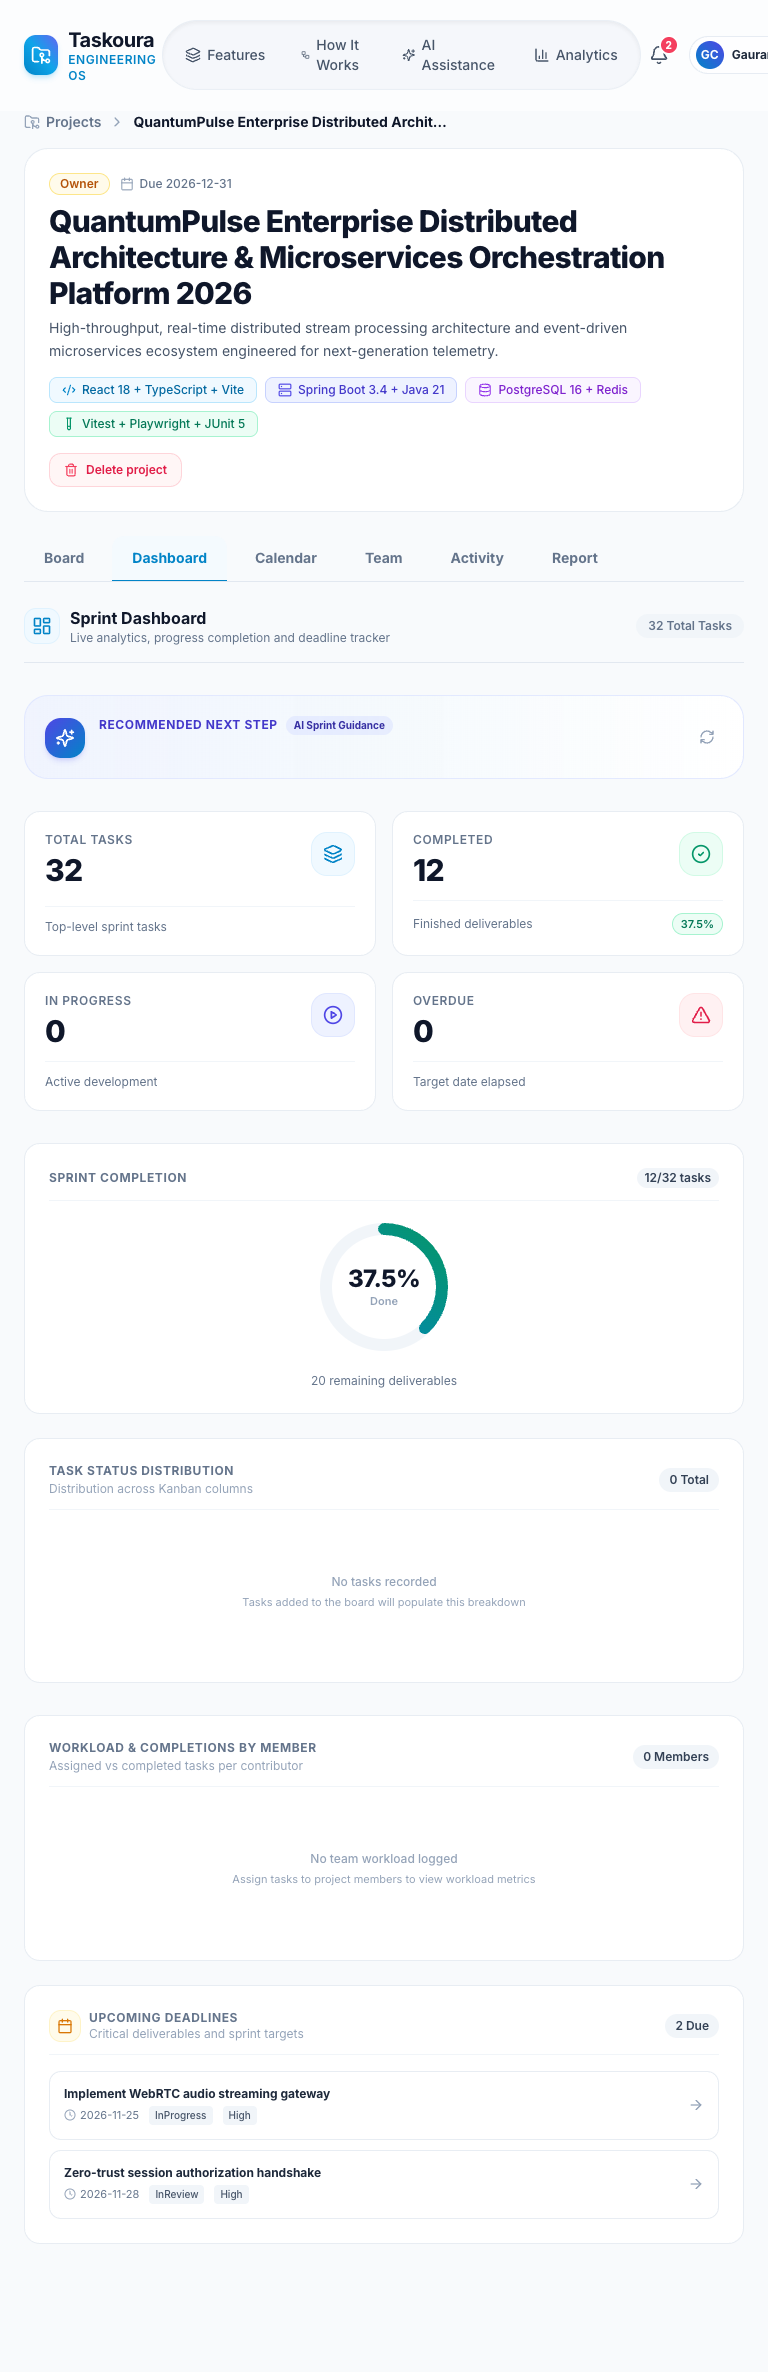 Taskoura
ENGINEERING
OS
Features
How It
Works
AI
Assistance
Analytics
2
GC
Projects
QuantumPulse Enterprise Distributed Archit...
Owner
Due 2026-12-31
QuantumPulse Enterprise Distributed
Architecture & Microservices Orchestration
Platform 2026
High-throughput, real-time distributed stream processing architecture and event-driven
microservices ecosystem engineered for next-generation telemetry.
React 18 + TypeScript + Vite
Spring Boot 3.4 + Java 21
PostgreSQL 16 + Redis
Vitest + Playwright + JUnit 5
Delete project
Board
Dashboard
Calendar
Team
Activity
Report
Sprint Dashboard
Live analytics, progress completion and deadline tracker
32 Total Tasks
RECOMMENDED NEXT STEP
AI Sprint Guidance
TOTAL TASKS
32
Top-level sprint tasks
COMPLETED
12
Finished deliverables
37.5%
IN PROGRESS
0
Active development
OVERDUE
0
Target date elapsed
SPRINT COMPLETION
12/32 tasks
37.5%
Done
20 remaining deliverables
TASK STATUS DISTRIBUTION
Distribution across Kanban columns
0 Total
No tasks recorded
Tasks added to the board will populate this breakdown
WORKLOAD & COMPLETIONS BY MEMBER
Assigned vs completed tasks per contributor
0 Members
No team workload logged
Assign tasks to project members to view workload metrics
UPCOMING DEADLINES
Critical deliverables and sprint targets
2 Due
Implement WebRTC audio streaming gateway
2026-11-25
InProgress
High
Zero-trust session authorization handshake
2026-11-28
InReview
High